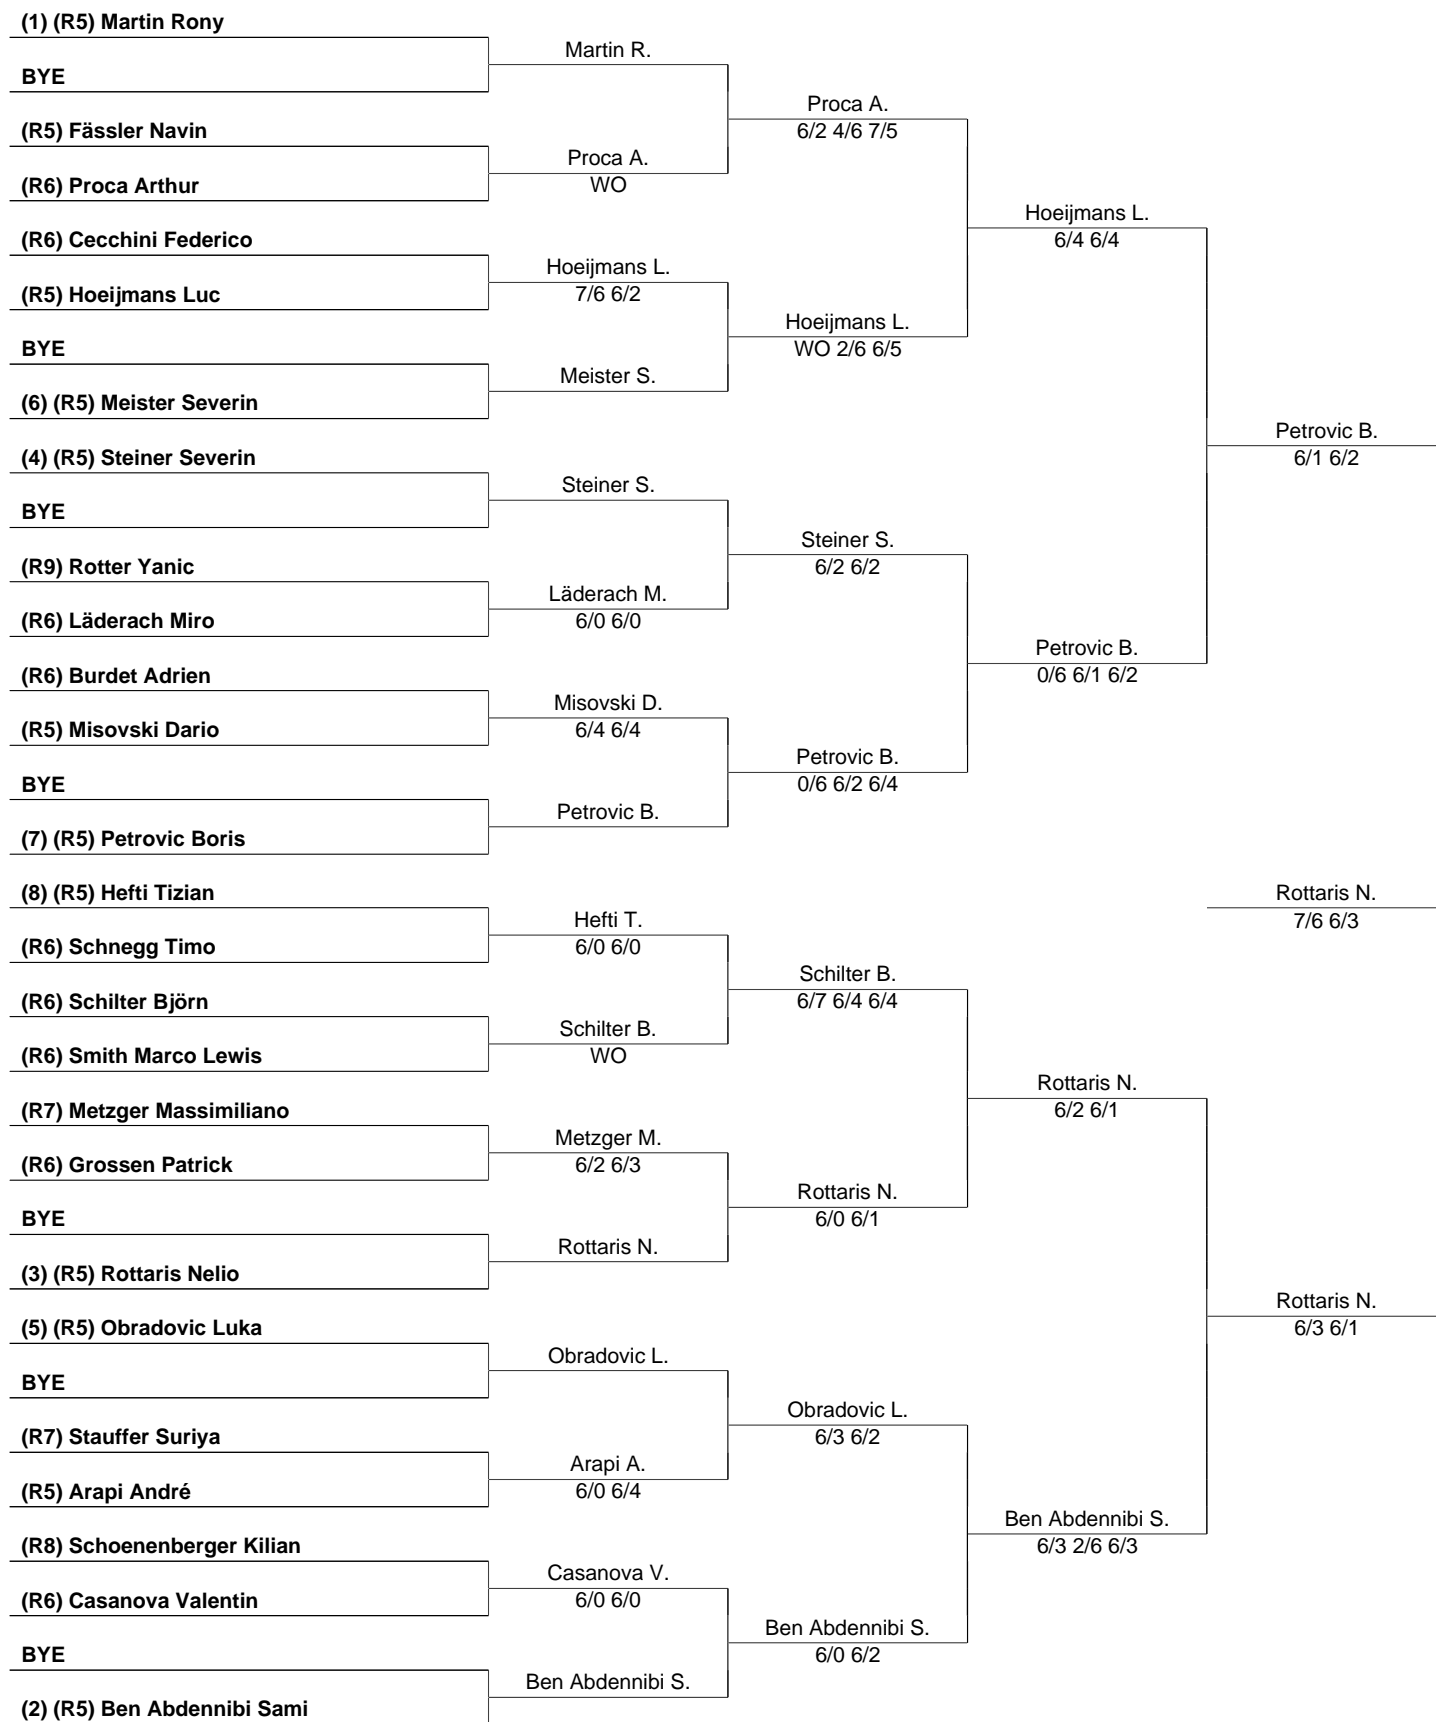 (1) (R5) Martin Rony
Martin R.
BYE
Proca A.
6/2 4/6 7/5
(R5) Fässler Navin
Proca A.
WO
(R6) Proca Arthur
Hoeijmans L.
6/4 6/4
(R6) Cecchini Federico
Hoeijmans L.
7/6 6/2
(R5) Hoeijmans Luc
Hoeijmans L.
WO 2/6 6/5
BYE
Meister S.
(6) (R5) Meister Severin
Petrovic B.
6/1 6/2
(4) (R5) Steiner Severin
Steiner S.
BYE
Steiner S.
6/2 6/2
(R9) Rotter Yanic
Läderach M.
6/0 6/0
(R6) Läderach Miro
Petrovic B.
0/6 6/1 6/2
(R6) Burdet Adrien
Misovski D.
6/4 6/4
(R5) Misovski Dario
Petrovic B.
0/6 6/2 6/4
BYE
Petrovic B.
(7) (R5) Petrovic Boris
(8) (R5) Hefti Tizian
Rottaris N.
7/6 6/3
Hefti T.
6/0 6/0
(R6) Schnegg Timo
Schilter B.
6/7 6/4 6/4
(R6) Schilter Björn
Schilter B.
WO
(R6) Smith Marco Lewis
Rottaris N.
6/2 6/1
(R7) Metzger Massimiliano
Metzger M.
6/2 6/3
(R6) Grossen Patrick
Rottaris N.
6/0 6/1
BYE
Rottaris N.
(3) (R5) Rottaris Nelio
Rottaris N.
6/3 6/1
(5) (R5) Obradovic Luka
Obradovic L.
BYE
Obradovic L.
6/3 6/2
(R7) Stauffer Suriya
Arapi A.
6/0 6/4
(R5) Arapi André
Ben Abdennibi S.
6/3 2/6 6/3
(R8) Schoenenberger Kilian
Casanova V.
6/0 6/0
(R6) Casanova Valentin
Ben Abdennibi S.
6/0 6/2
BYE
Ben Abdennibi S.
(2) (R5) Ben Abdennibi Sami